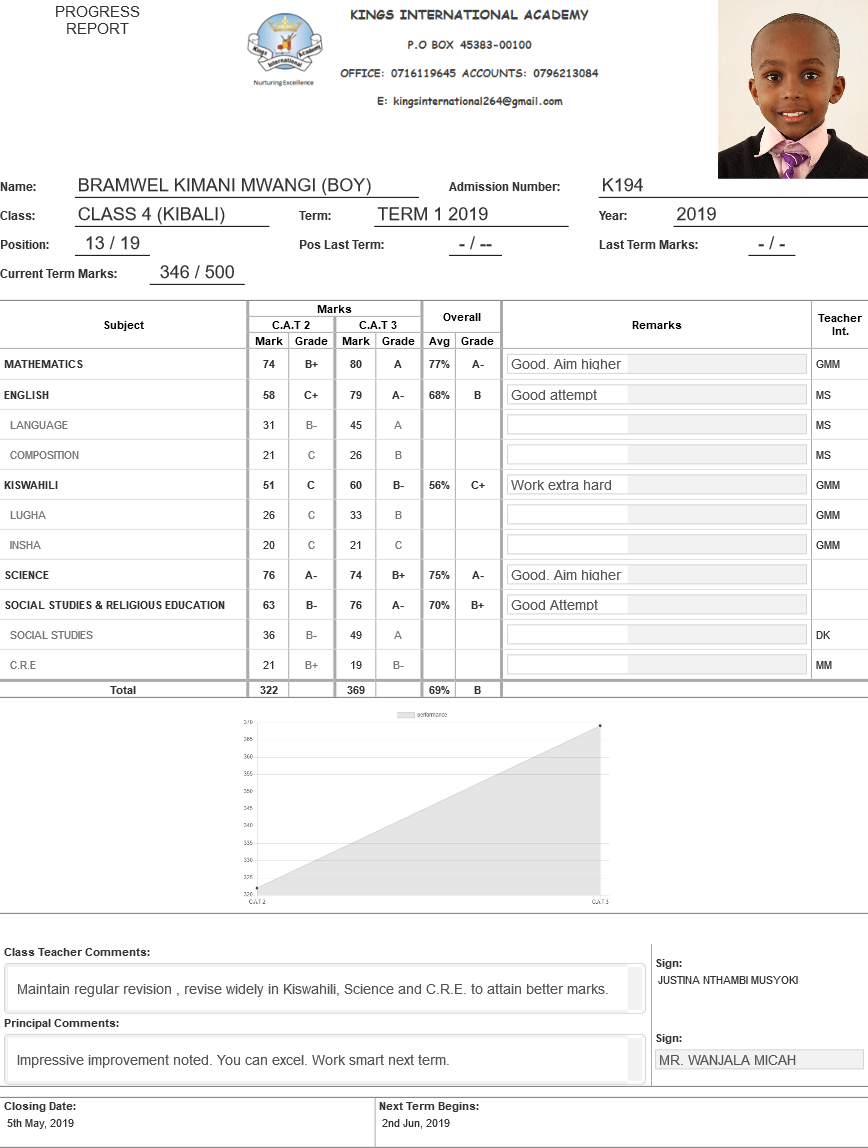 PROGRESS
REPORT
KINGS INTERNATIONAL ACADEMY
P.O BOX 45383-00100
OFFICE: 0716119645 ACCOUNTS: 0796213084
E: kingsinternational264@gmail.com
Kings Academy
International
Nurturing Excellence
Name: BRAMWEL KIMANI MWANGI (BOY) Admission Number: K194
Class: CLASS 4 (KIBALI) Term: TERM 1 2019 Year: 2019
Position: 13 / 19 Pos Last Term: - / -- Last Term Marks: - / -
Current Term Marks: 346 / 500
Subject Marks Overall Remarks Teacher Int.
C.A.T 2 C.A.T 3
Mark Grade Mark Grade Avg Grade
MATHEMATICS 74 B+ 80 A 77% A- Good. Aim higher GMM
ENGLISH 58 C+ 79 A- 68% B Good attempt MS
LANGUAGE 31 B- 45 A MS
COMPOSITION 21 C 26 B MS
KISWAHILI 51 C 60 B- 56% C+ Work extra hard GMM
LUGHA 26 C 33 B GMM
INSHA 20 C 21 C GMM
SCIENCE 76 A- 74 B+ 75% A- Good. Aim higher
SOCIAL STUDIES & RELIGIOUS EDUCATION 63 B- 76 A- 70% B+ Good Attempt
SOCIAL STUDIES 36 B- 49 A DK
C.R.E 21 B+ 19 B- MM
Total 322 369 69% B
performance
370
365
360
355
350
345
340
335
330
325
320
C.A.T 2 C.A.T 3
Class Teacher Comments:
Maintain regular revision , revise widely in Kiswahili, Science and C.R.E. to attain better marks.
Sign:
JUSTINA NTHAMBI MUSYOKI
Principal Comments:
Impressive improvement noted. You can excel. Work smart next term.
Sign:
MR. WANJALA MICAH
Closing Date: Next Term Begins:
5th May, 2019 2nd Jun, 2019